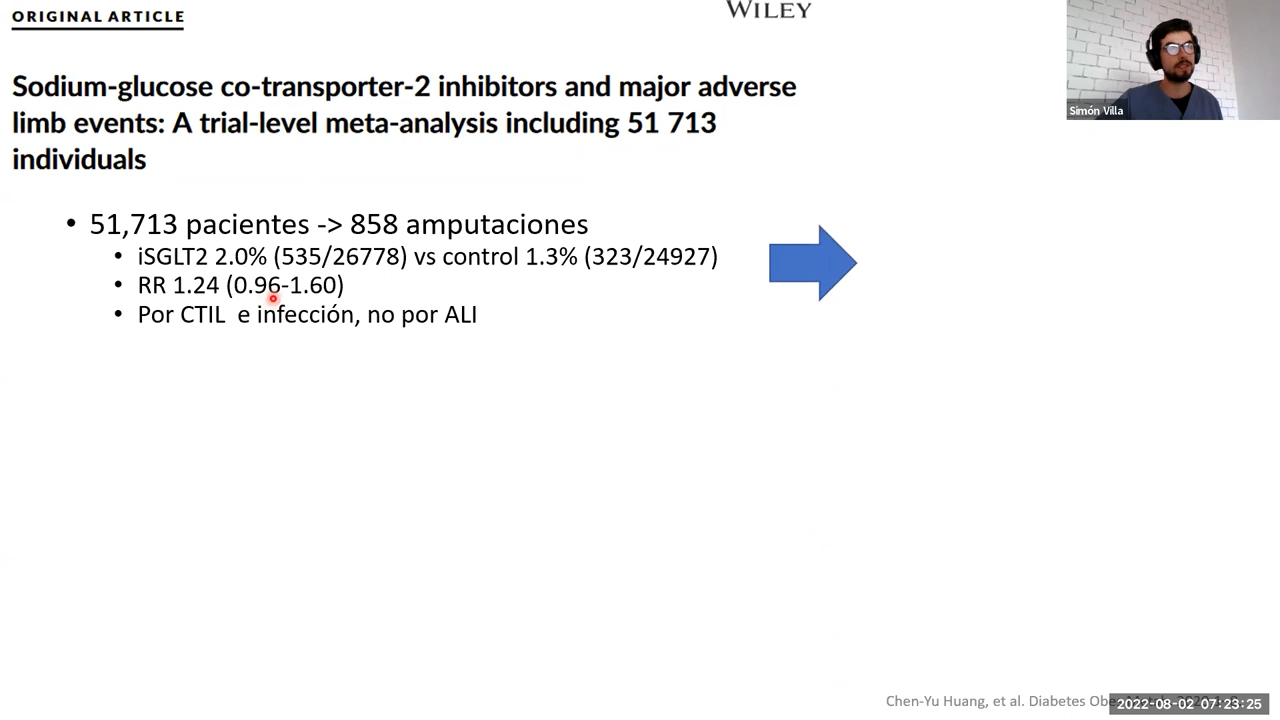 ORIGINAL ARTICLE
WILEY
Sodium-glucose co-transporter-2 inhibitors and major adverse
limb events: A trial-level meta-analysis including 51 713
individuals
Simón Villa
• 51,713 pacientes -> 858 amputaciones
• iSGLT2 2.0% (535/26778) vs control 1.3% (323/24927)
• RR 1.24 (0.96-1.60)
• Por CTIL e infección, no por ALI
Chen-Yu Huang, et al. Diabetes
2022-08-02 07:23:25